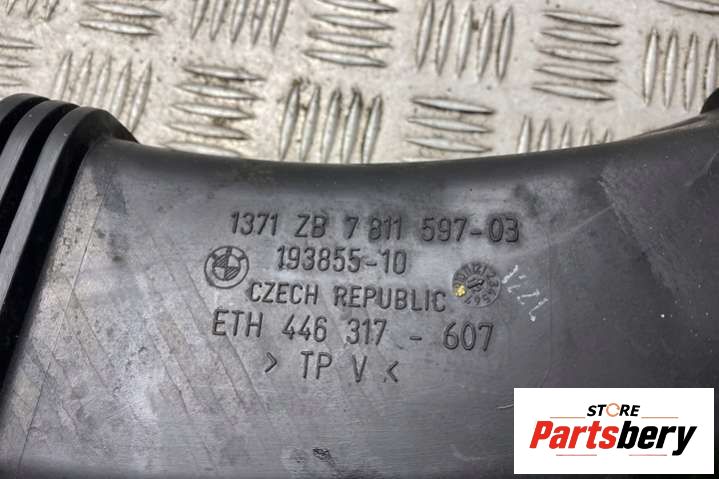 1371 ZB 7 811 597-03
193855-10
CZECH REPUBLIC
ETH 446 317 - 607
> TP V <
STORE
Partsbery